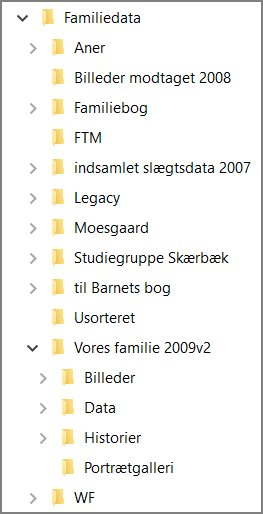 Familiedata
Aner
Billeder modtaget 2008
Familiebog
FTM
indsamlet slægtsdata 2007
Legacy
Moesgaard
Studiegruppe Skærbæk
til Barnets bog
Usorteret
Vores familie 2009v2
Billeder
Data
Historier
Portrætgalleri
WF